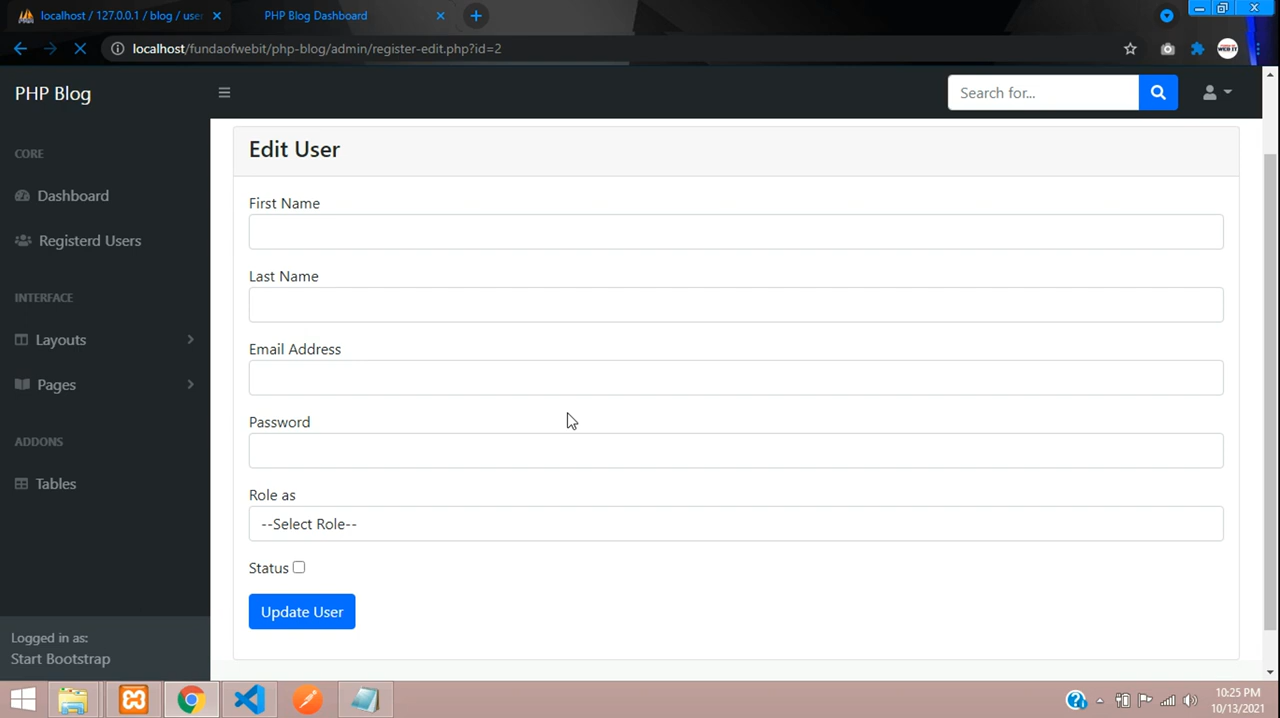 localhost / 127.0.0.1 / blog / user
PHP Blog Dashboard
localhost/fundaofwebit/php-blog/admin/register-edit.php?id=2
PHP Blog
Search for...
CORE
Dashboard
Registerd Users
INTERFACE
Layouts
Pages
ADDONS
Tables
Logged in as:
Start Bootstrap
Edit User
First Name
Last Name
Email Address
Password
Role as
--Select Role--
Status
Update User
10:25 PM
10/13/2021